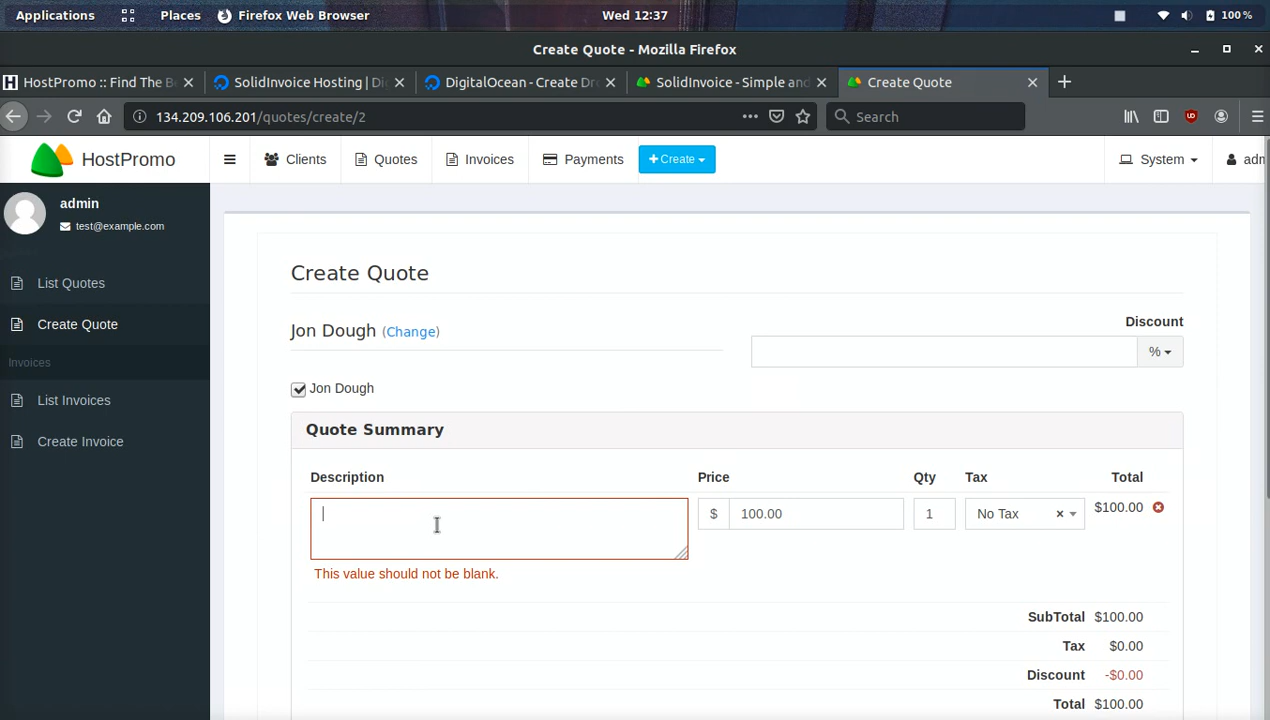 Applications Places Firefox Web Browser Wed 12:37 100 %
Create Quote - Mozilla Firefox
HostPromo :: Find The Be SolidInvoice Hosting | Dig DigitalOcean - Create Dro SolidInvoice - Simple and Create Quote
134.209.106.201/quotes/create/2 Search
HostPromo Clients Quotes Invoices Payments + Create System adm
admin
test@example.com
List Quotes
Create Quote
Invoices
List Invoices
Create Invoice
Create Quote
Jon Dough (Change)
Discount
%
Jon Dough
Quote Summary
Description Price Qty Tax Total
$ 100.00 1 No Tax × $100.00
This value should not be blank.
SubTotal $100.00
Tax $0.00
Discount -$0.00
Total $100.00